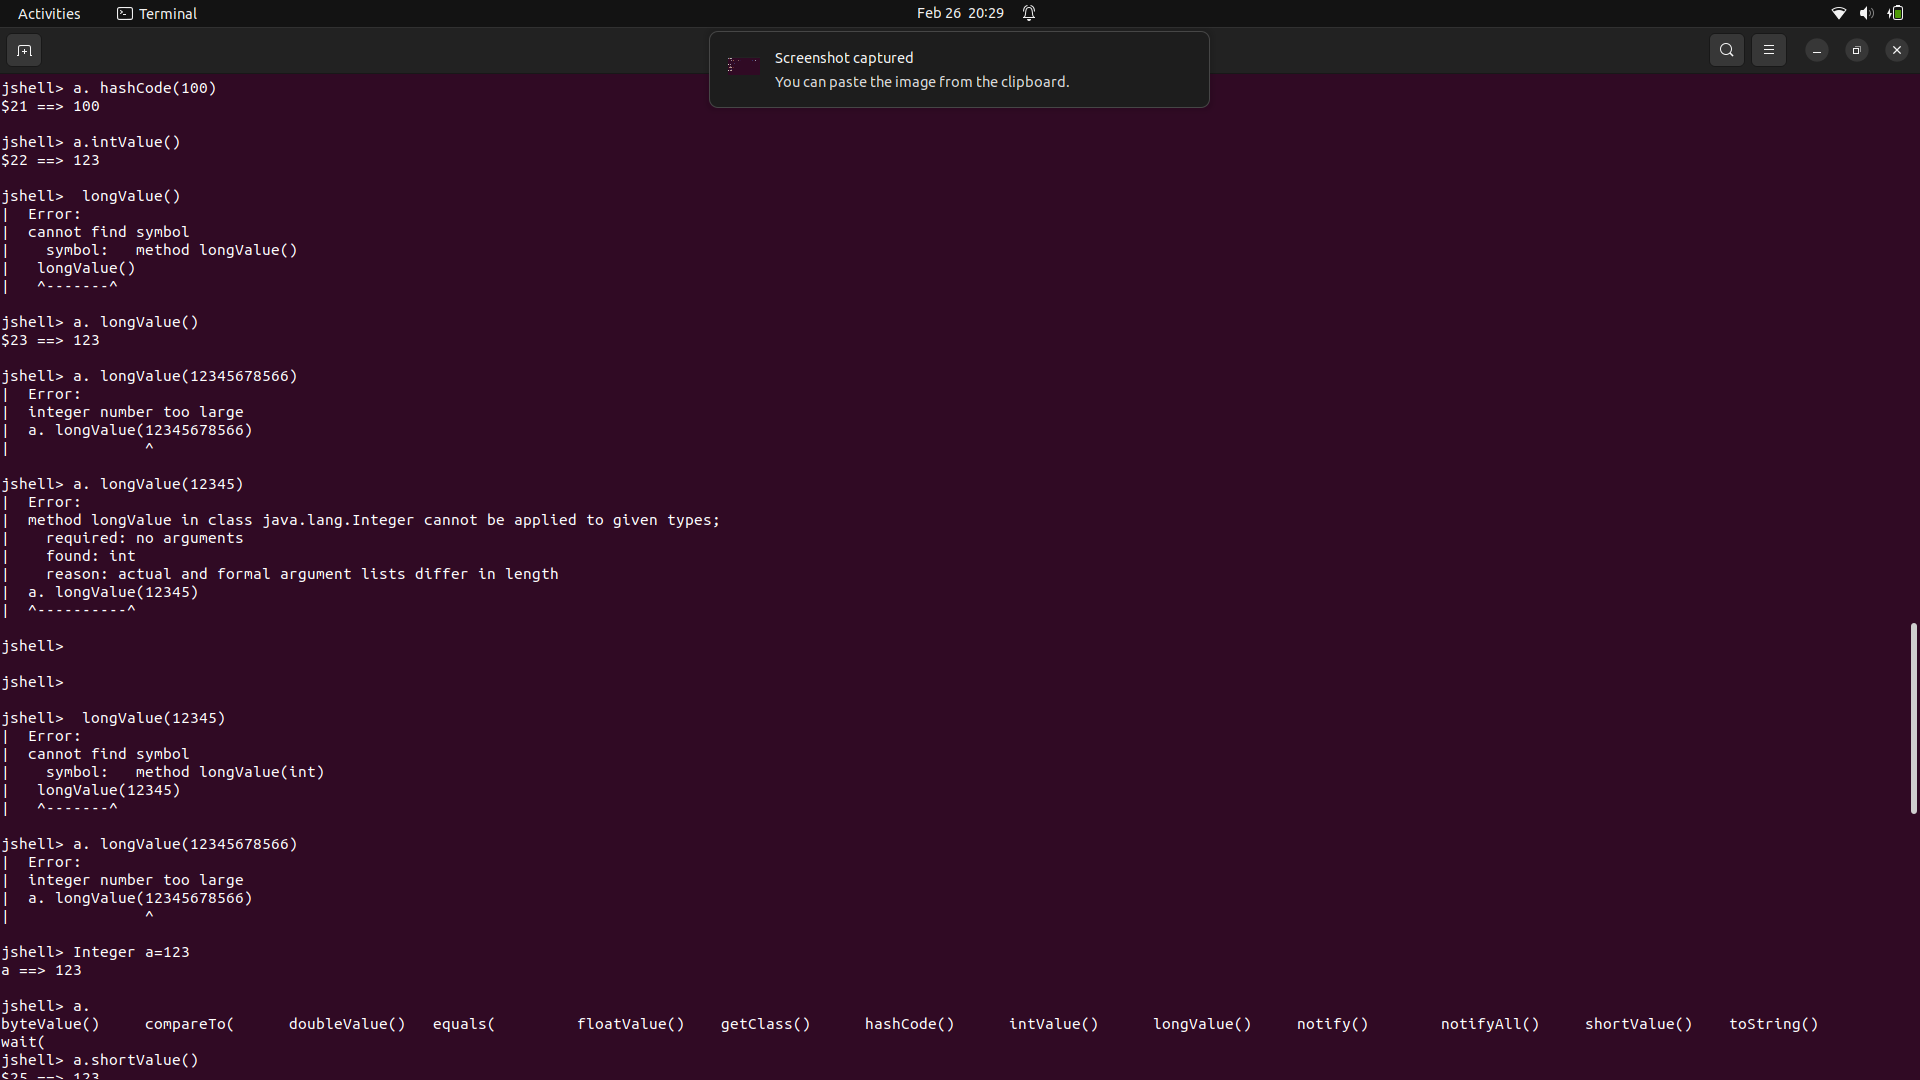 Activities Terminal Feb 26 20:29
Screenshot captured
You can paste the image from the clipboard.
jshell> a. hashCode(100)
$21 ==> 100
jshell> a.intValue()
$22 ==> 123
jshell>  longValue()
|  Error:
|  cannot find symbol
|    symbol:   method longValue()
|   longValue()
|   ^-------^
jshell> a. longValue()
$23 ==> 123
jshell> a. longValue(12345678566)
|  Error:
|  integer number too large
|  a. longValue(12345678566)
|               ^
jshell> a. longValue(12345)
|  Error:
|  method longValue in class java.lang.Integer cannot be applied to given types;
|    required: no arguments
|    found: int
|    reason: actual and formal argument lists differ in length
|  a. longValue(12345)
|  ^----------^
jshell>
jshell>
jshell>  longValue(12345)
|  Error:
|  cannot find symbol
|    symbol:   method longValue(int)
|   longValue(12345)
|   ^-------^
jshell> a. longValue(12345678566)
|  Error:
|  integer number too large
|  a. longValue(12345678566)
|               ^
jshell> Integer a=123
a ==> 123
jshell> a.
byteValue()     compareTo(      doubleValue()   equals(         floatValue()    getClass()      hashCode()      intValue()      longValue()     notify()        notifyAll()     shortValue()    toString()
wait(
jshell> a.shortValue()
$25 ==> 123